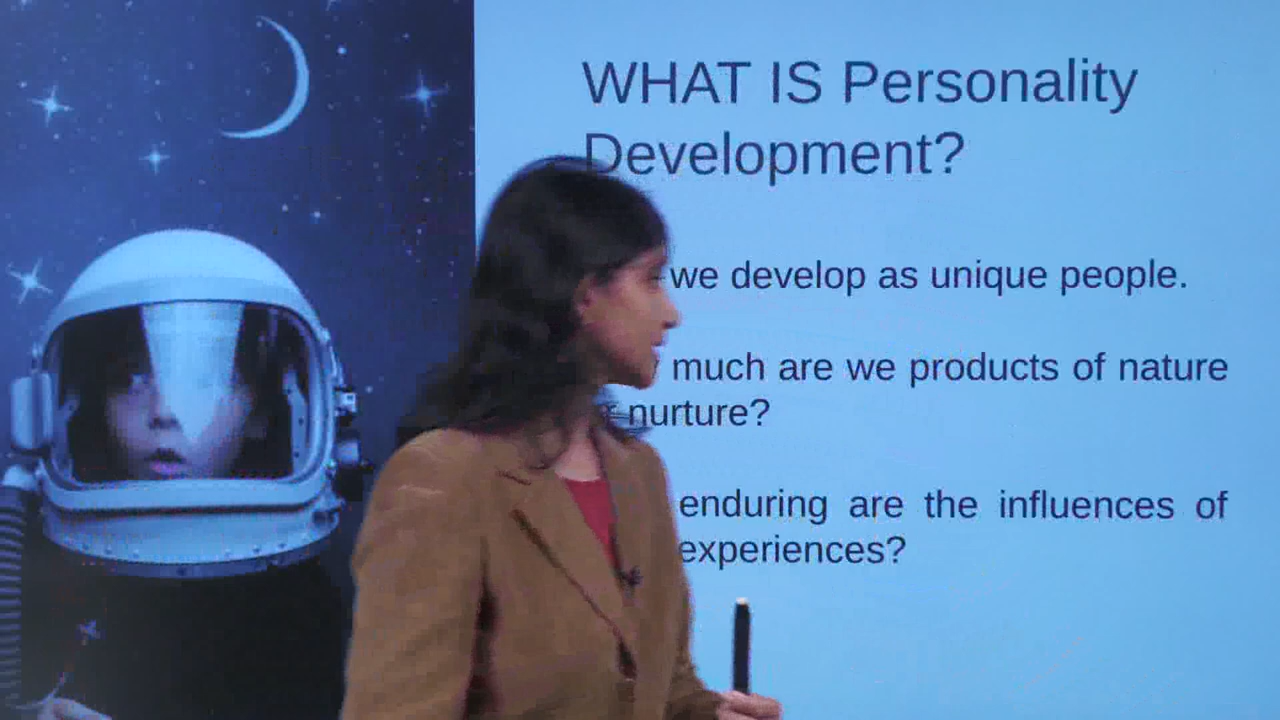 WHAT IS Personality
Development?
we develop as unique people.
much are we products of nature
nurture?
enduring are the influences of
experiences?